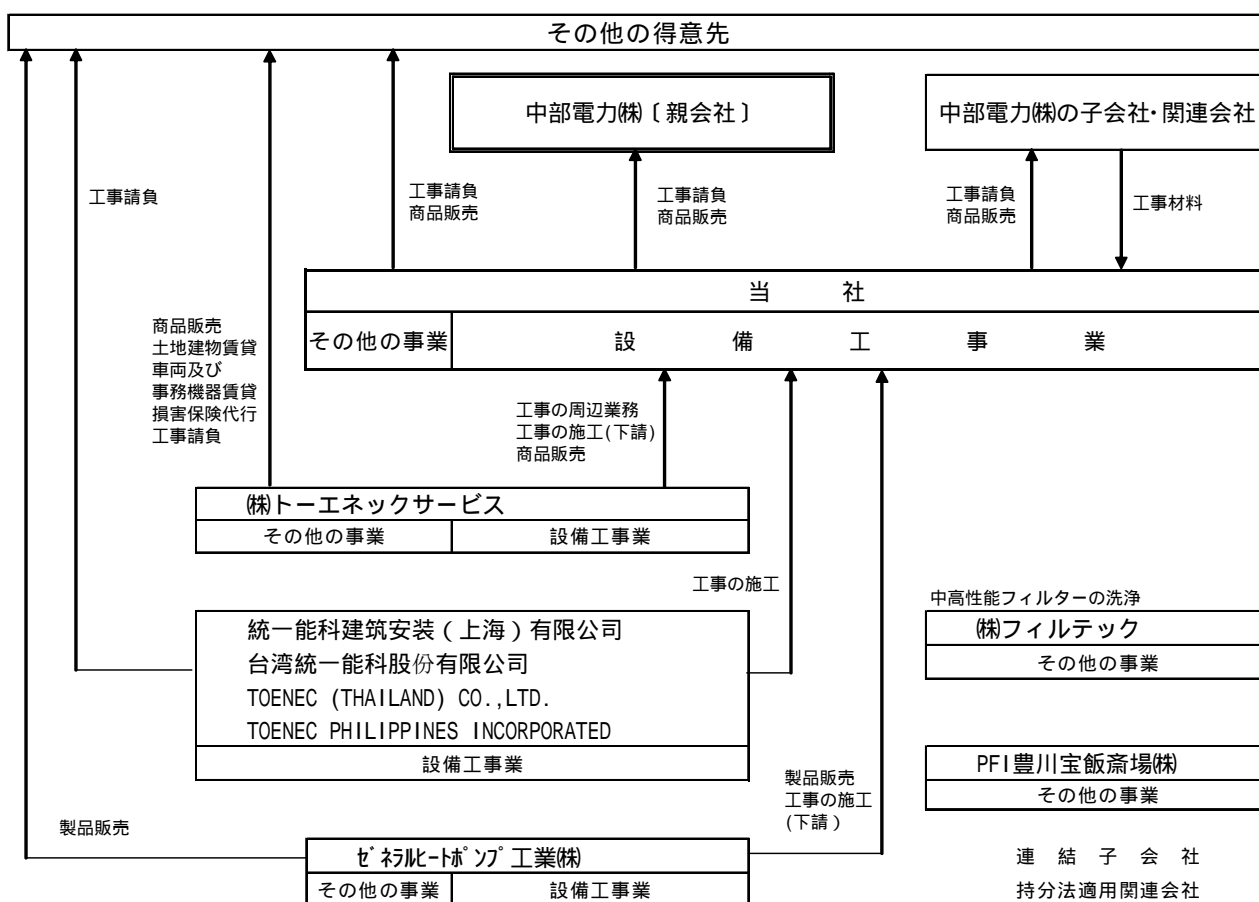 その他の得意先
中部電力㈱〔親会社〕
中部電力㈱の子会社・関連会社
工事請負
工事請負
商品販売
工事請負
商品販売
工事請負
商品販売
工事材料
当 社
その他の事業
設 備 工 事 業
商品販売
土地建物賃貸
車両及び
事務機器賃貸
損害保険代行
工事請負
工事の周辺業務
工事の施工(下請)
商品販売
㈱トーエネックサービス
その他の事業
設備工事業
工事の施工
統一能科建筑安装(上海)有限公司
台湾統一能科股份有限公司
TOENEC (THAILAND) CO.,LTD.
TOENEC PHILIPPINES INCORPORATED
設備工事業
中高性能フィルターの洗浄
㈱フィルテック
その他の事業
PFI豊川宝飯斎場㈱
その他の事業
製品販売
製品販売
工事の施工
(下請)
ゼネラルヒートポンプ工業㈱
その他の事業
設備工事業
連 結 子 会 社
持分法適用関連会社